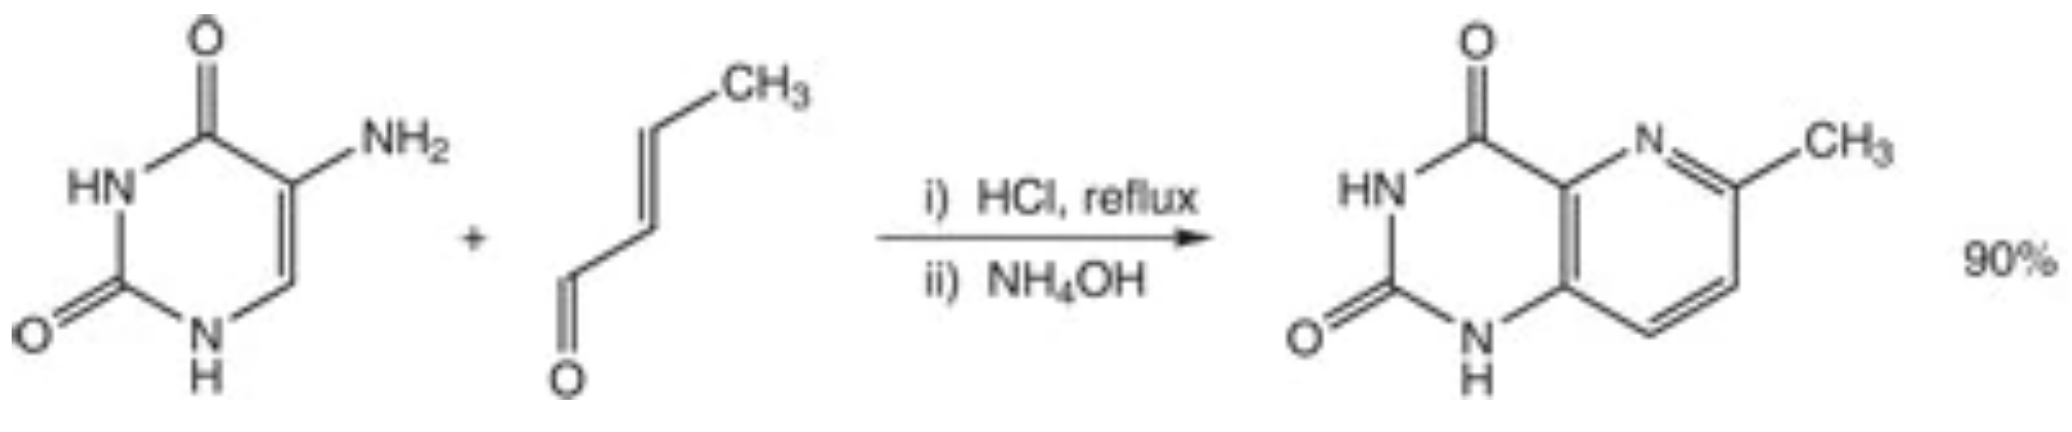 O
HN
NH2
O
N
H
+
CH3
O
i) HCl, reflux
ii) NH4OH
O
HN
N
CH3
O
N
H
90%